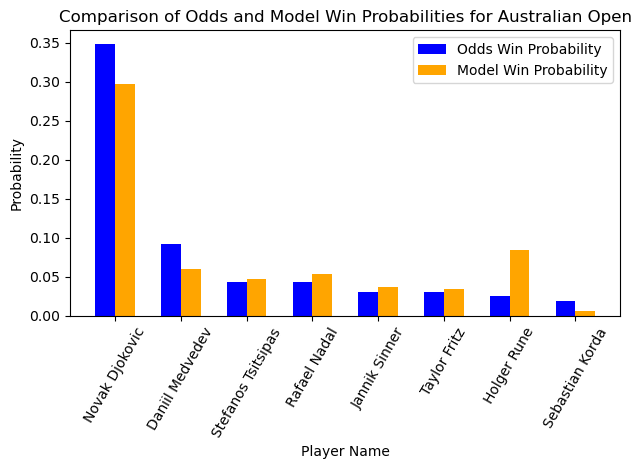 Comparison of Odds and Model Win Probabilities for Australian Open
Odds Win Probability
Model Win Probability
Probability
0.35
0.30
0.25
0.20
0.15
0.10
0.05
0.00
Novak Djokovic
Daniil Medvedev
Stefanos Tsitsipas
Rafael Nadal
Jannik Sinner
Taylor Fritz
Holger Rune
Sebastian Korda
Player Name